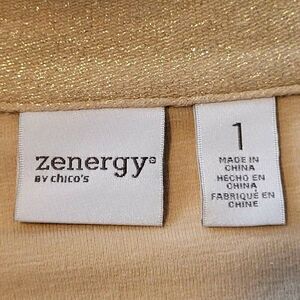 zenergy®
BY chico's
1
MADE IN
CHINA
HECHO EN
CHINA
FABRIQUÉ EN
CHINE